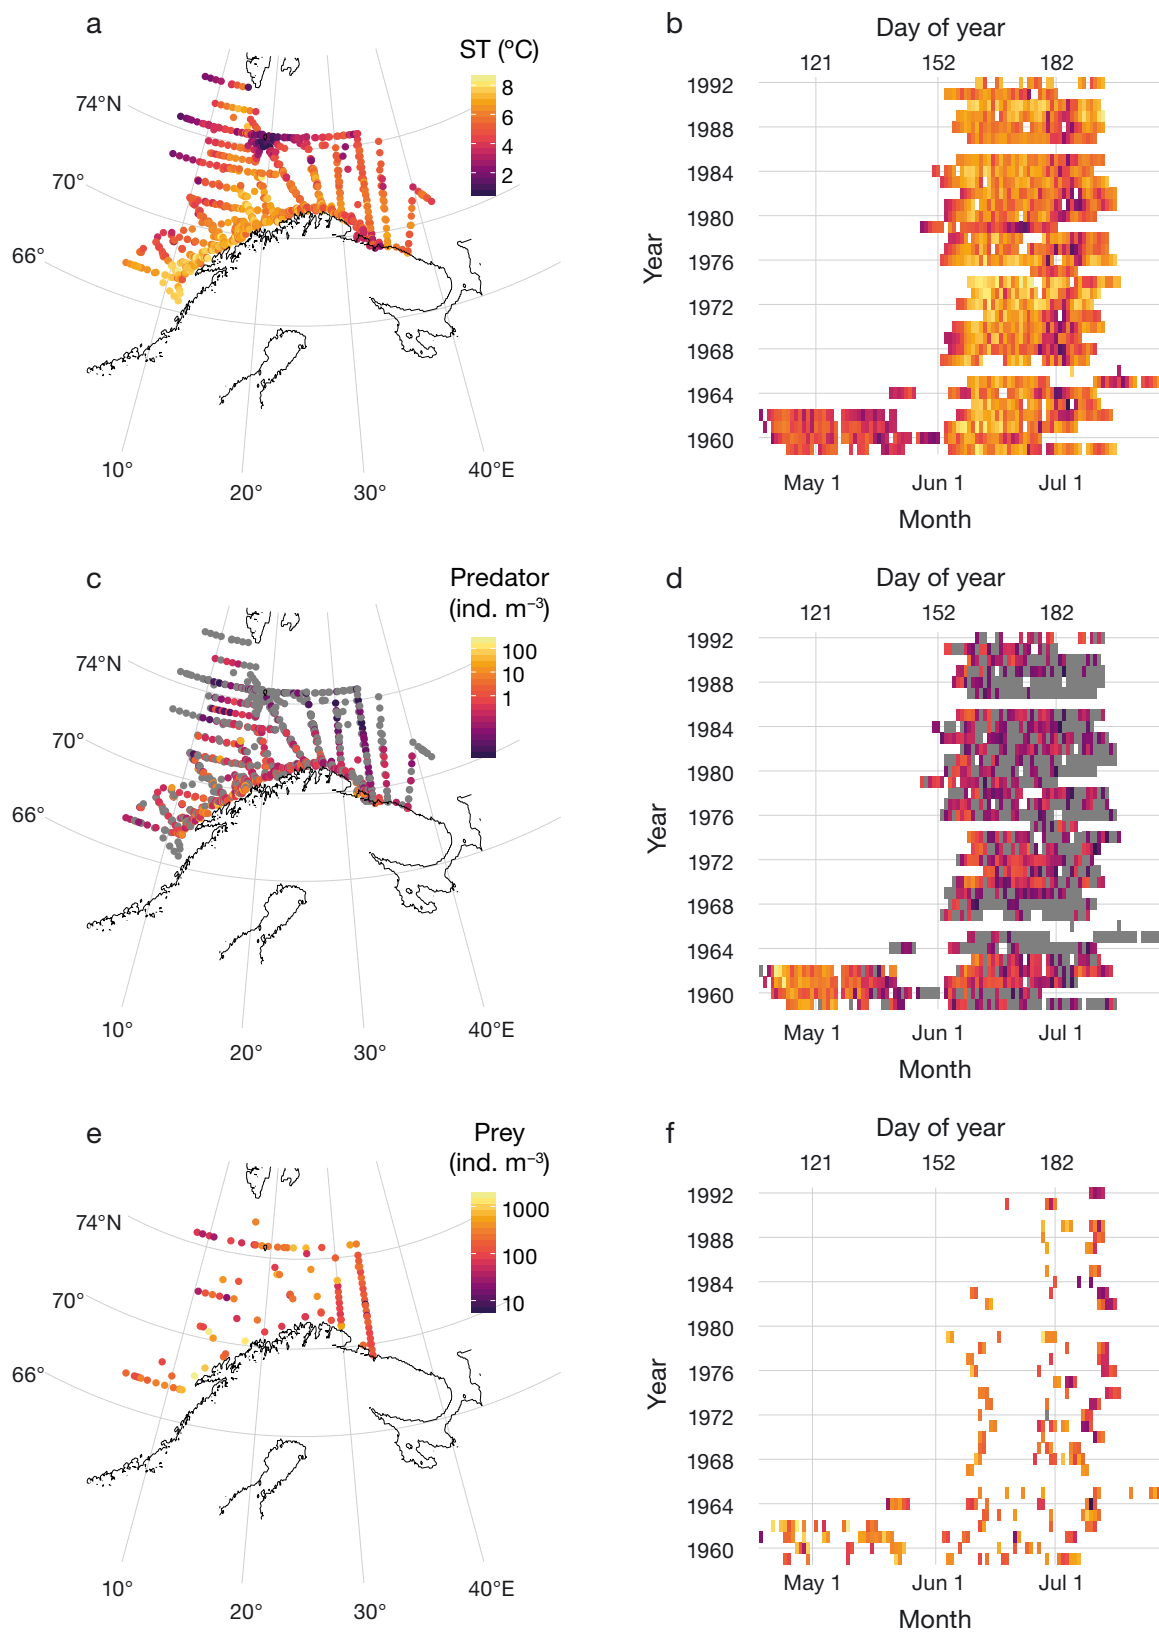 a
ST (°C)
8
6
4
2
74°N
70°
66°
10°
20°
30°
40°E
b
Day of year
121 152 182
Year
1992
1988
1984
1980
1976
1972
1968
1964
1960
May 1 Jun 1 Jul 1
Month
c
Predator
(ind. m–3)
100
10
1
74°N
70°
66°
10°
20°
30°
40°E
d
Day of year
121 152 182
Year
1992
1988
1984
1980
1976
1972
1968
1964
1960
May 1 Jun 1 Jul 1
Month
e
Prey
(ind. m–3)
1000
100
10
74°N
70°
66°
10°
20°
30°
40°E
f
Day of year
121 152 182
Year
1992
1988
1984
1980
1976
1972
1968
1964
1960
May 1 Jun 1 Jul 1
Month